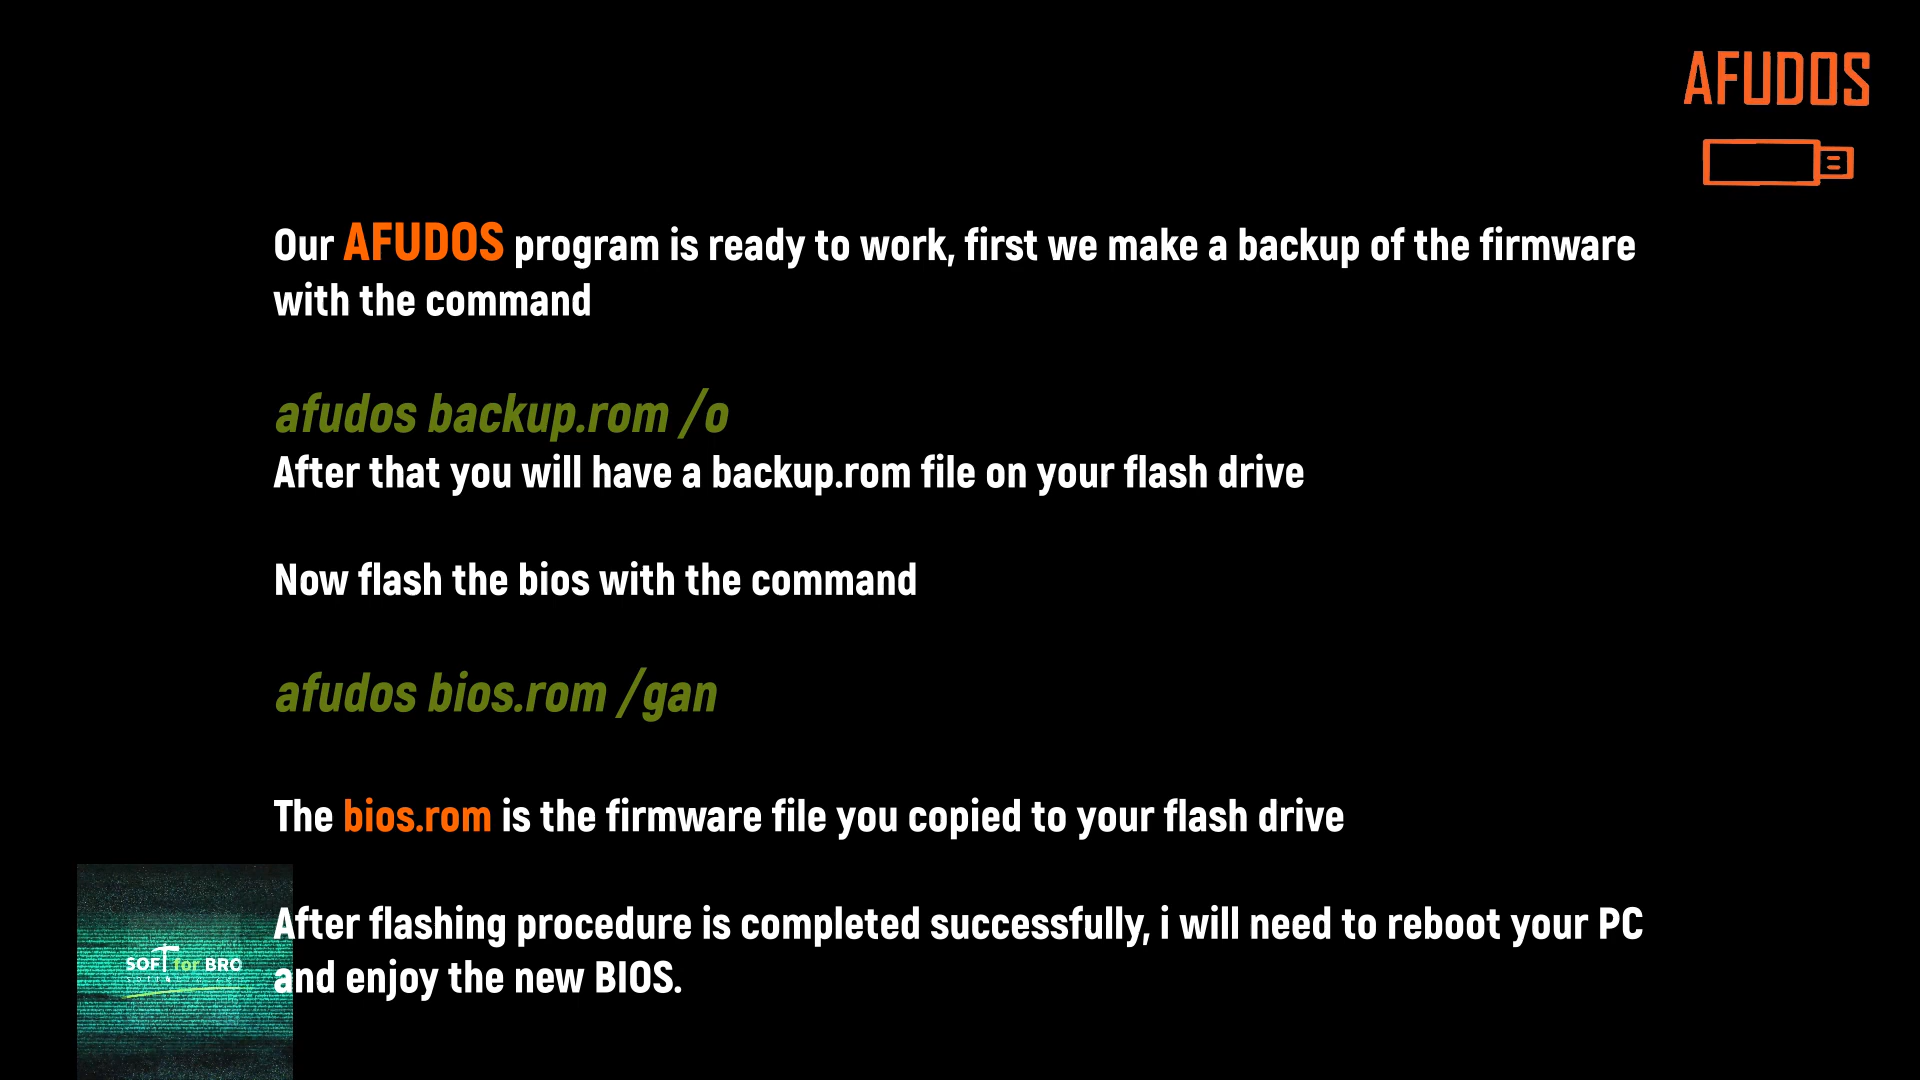 AFUDOS
Our AFUDOS program is ready to work, first we make a backup of the firmware
with the command
afudos backup.rom /o
After that you will have a backup.rom file on your flash drive
Now flash the bios with the command
afudos bios.rom /gan
The bios.rom is the firmware file you copied to your flash drive
After flashing procedure is completed successfully, i will need to reboot your PC
and enjoy the new BIOS.
SOFT for BRO